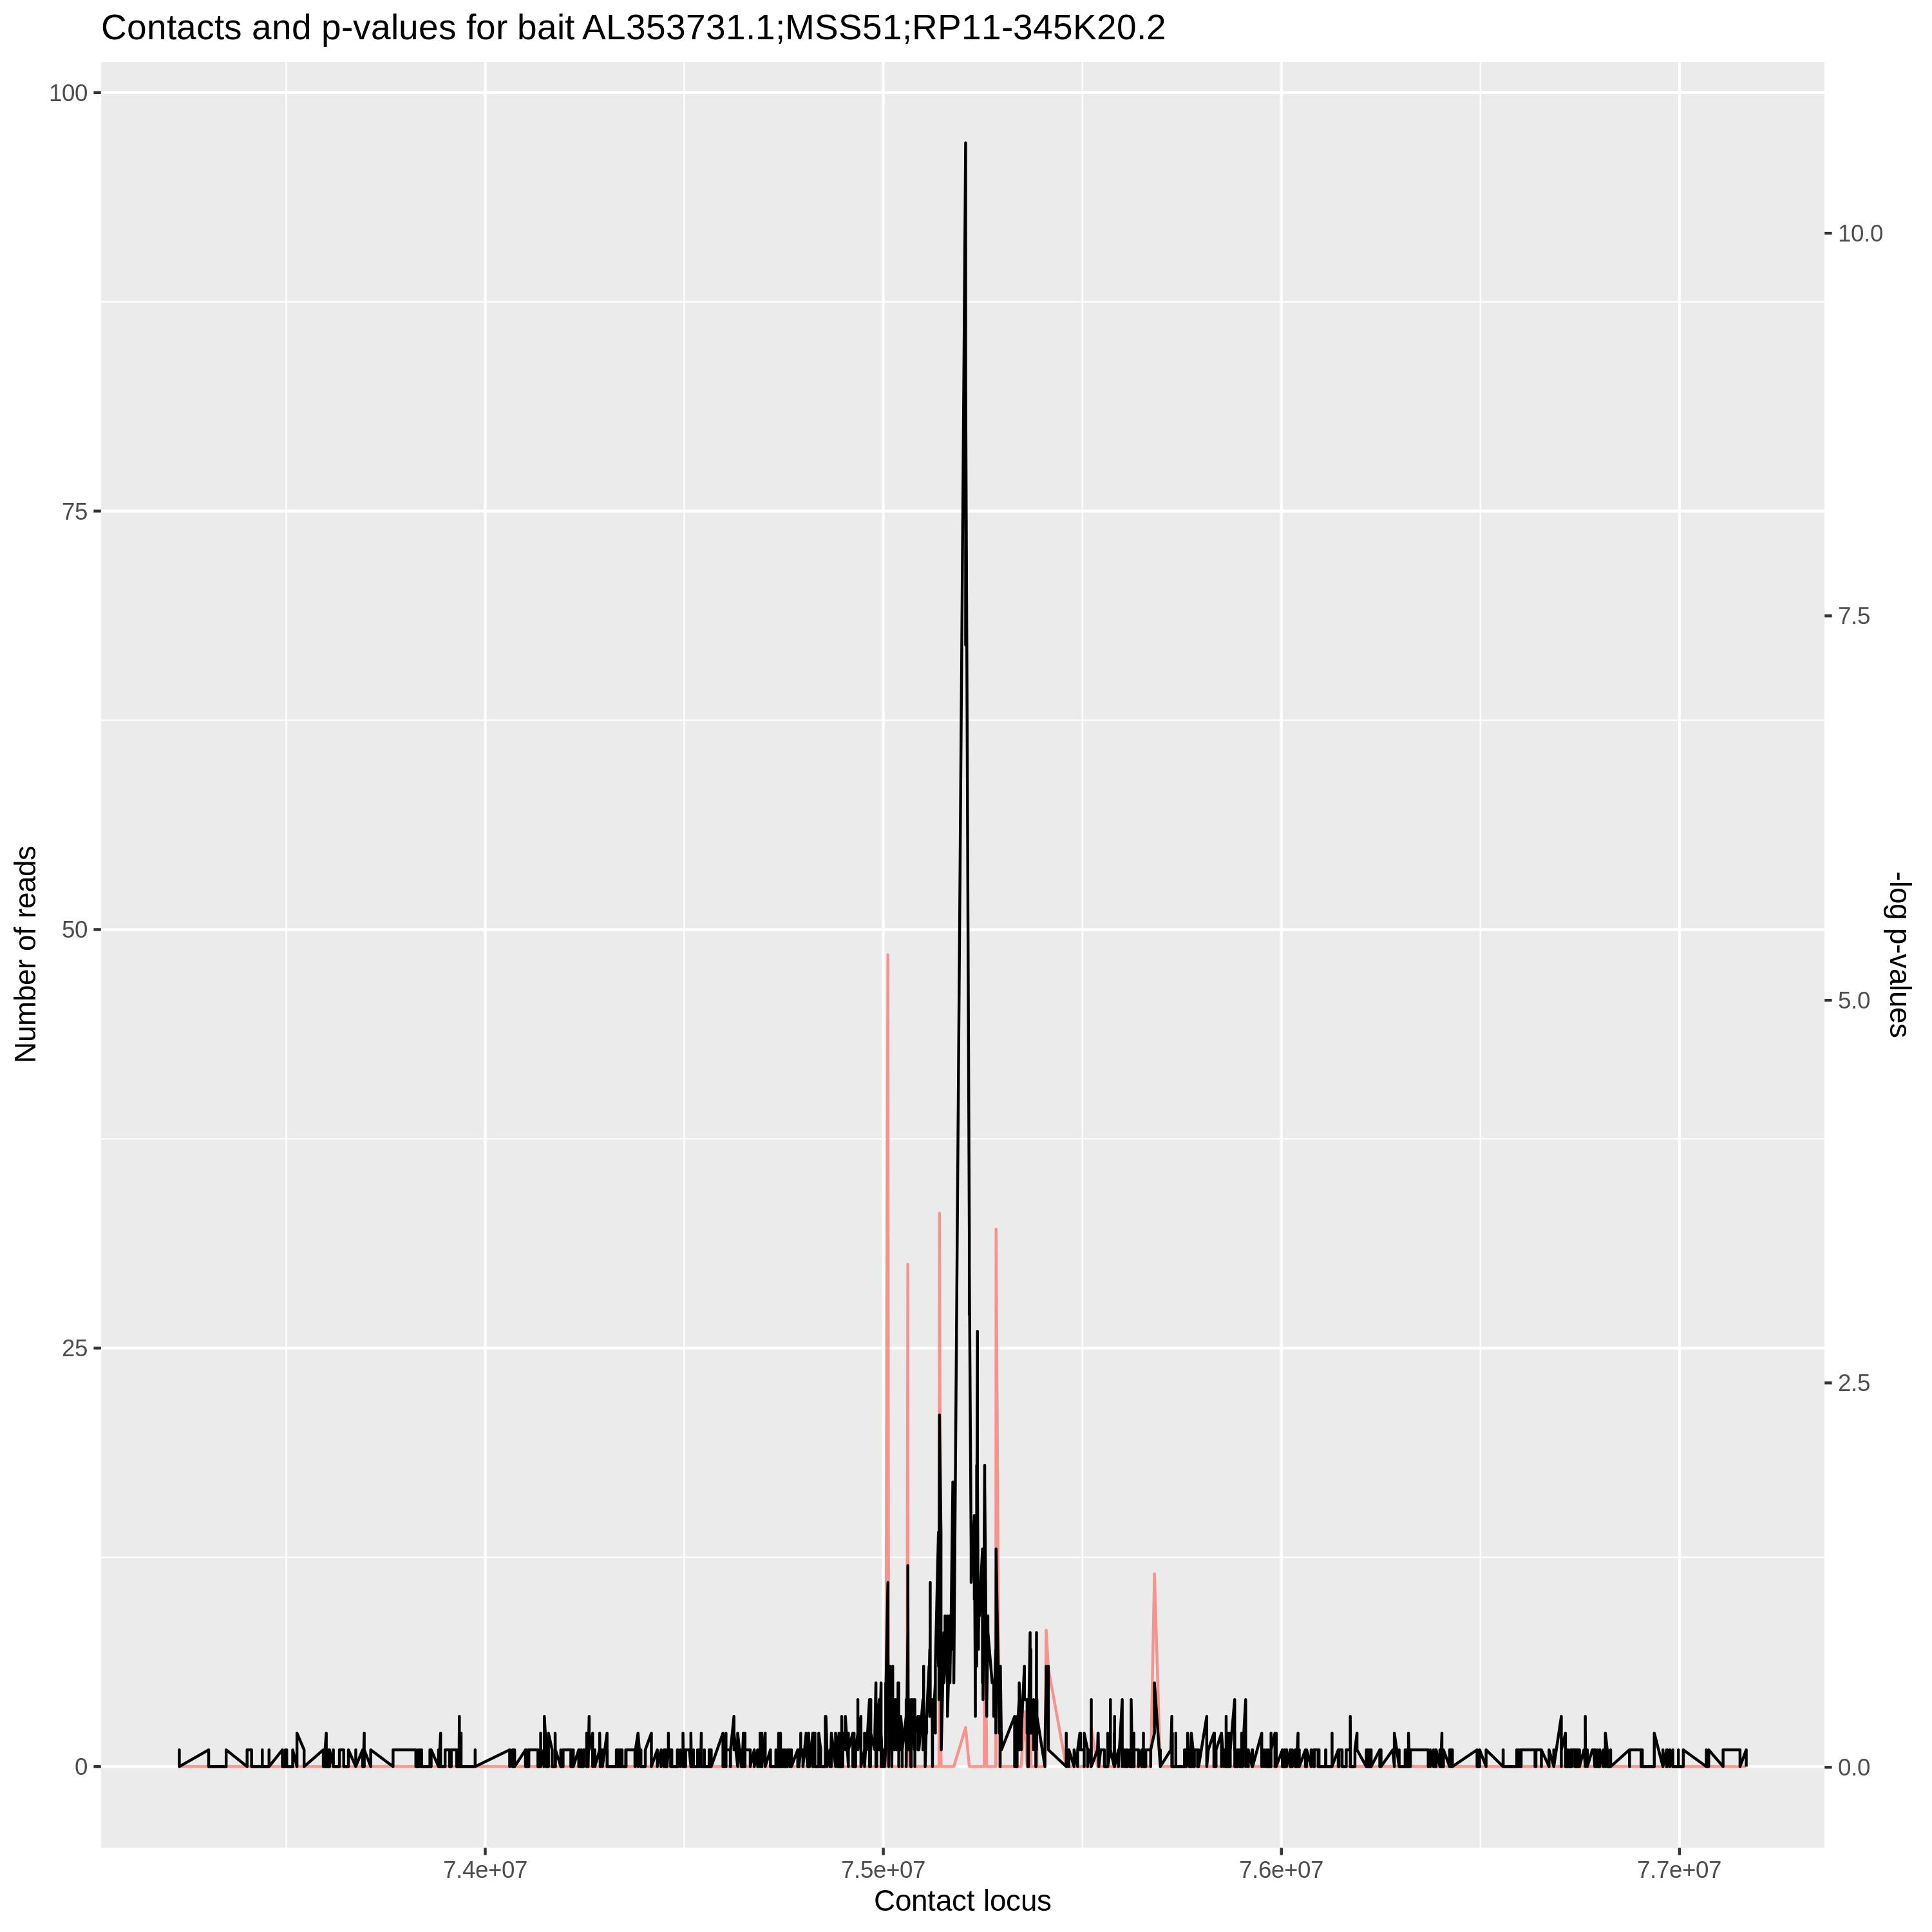 Contacts and p-values for bait AL353731.1;MSS51;RP11-345K20.2
100
75
50
25
0
Number of reads
10.0
7.5
5.0
2.5
0.0
-log p-values
7.4e+07
7.5e+07
7.6e+07
7.7e+07
Contact locus